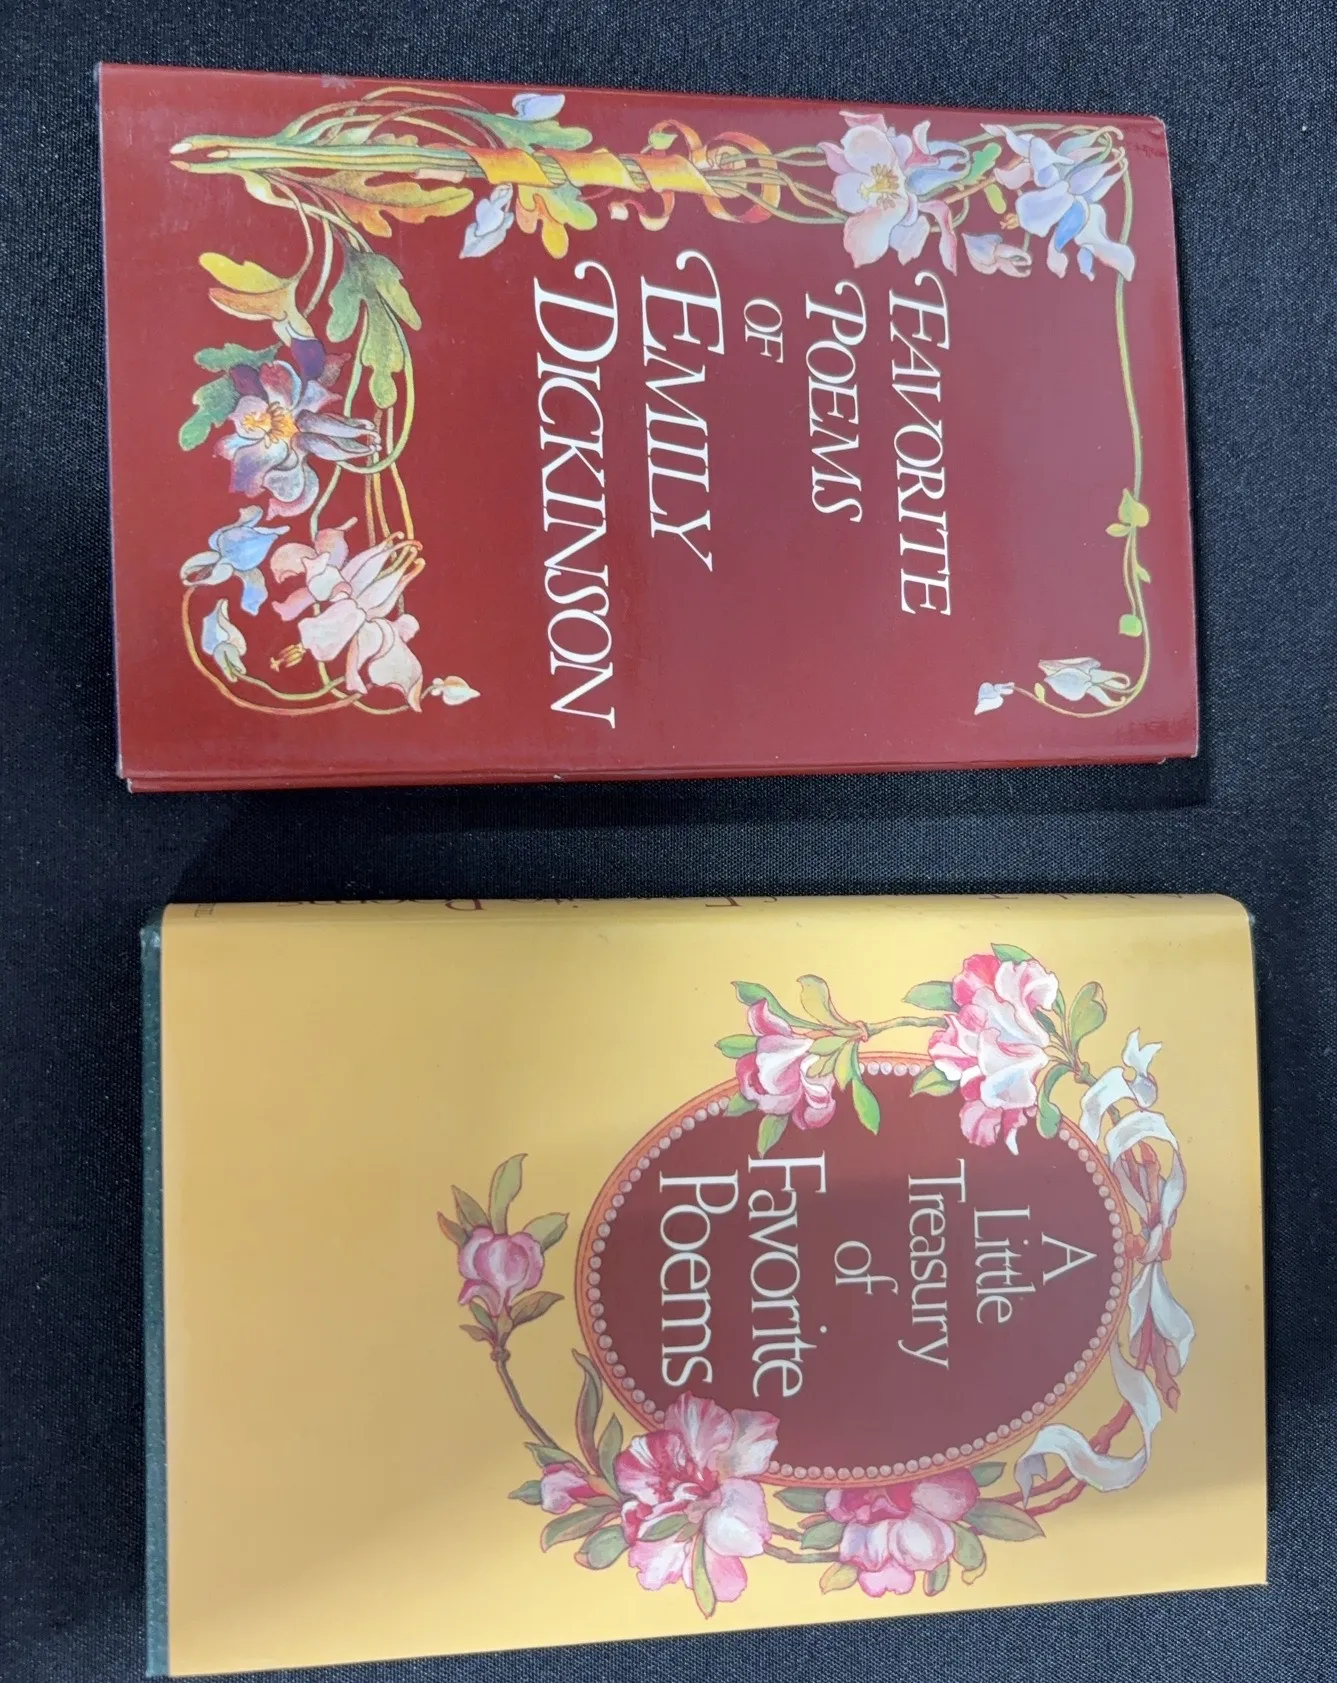 FAVORITE
POEMS
OF
EMILY
DICKINSON
A
Little
Treasury
of
Favorite
Poems